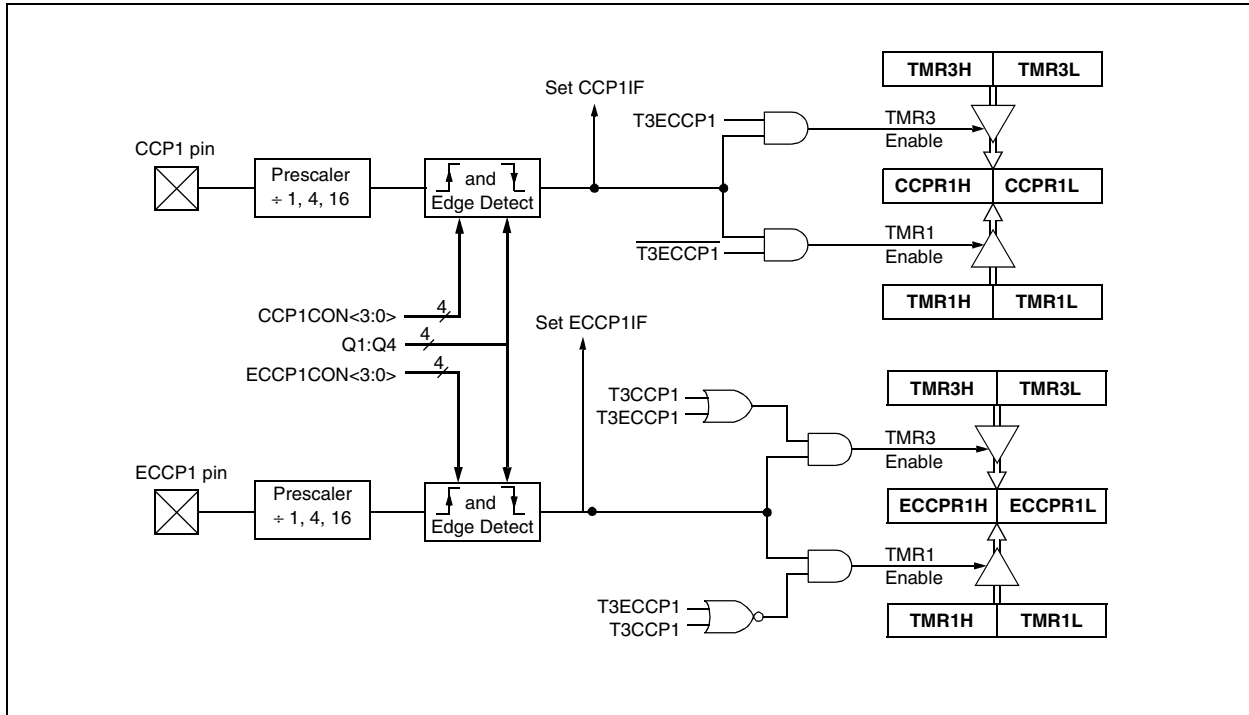 TMR3H TMR3L
Set CCP1IF
T3ECCP1
TMR3
Enable
CCP1 pin
Prescaler
÷ 1, 4, 16
and
Edge Detect
CCPR1H CCPR1L
T3ECCP1
TMR1
Enable
TMR1H TMR1L
CCP1CON<3:0> 4
Q1:Q4 4
ECCP1CON<3:0> 4
Set ECCP1IF
TMR3H TMR3L
T3CCP1
T3ECCP1
TMR3
Enable
ECCP1 pin
Prescaler
÷ 1, 4, 16
and
Edge Detect
ECCPR1H ECCPR1L
TMR1
Enable
T3ECCP1
T3CCP1
TMR1H TMR1L